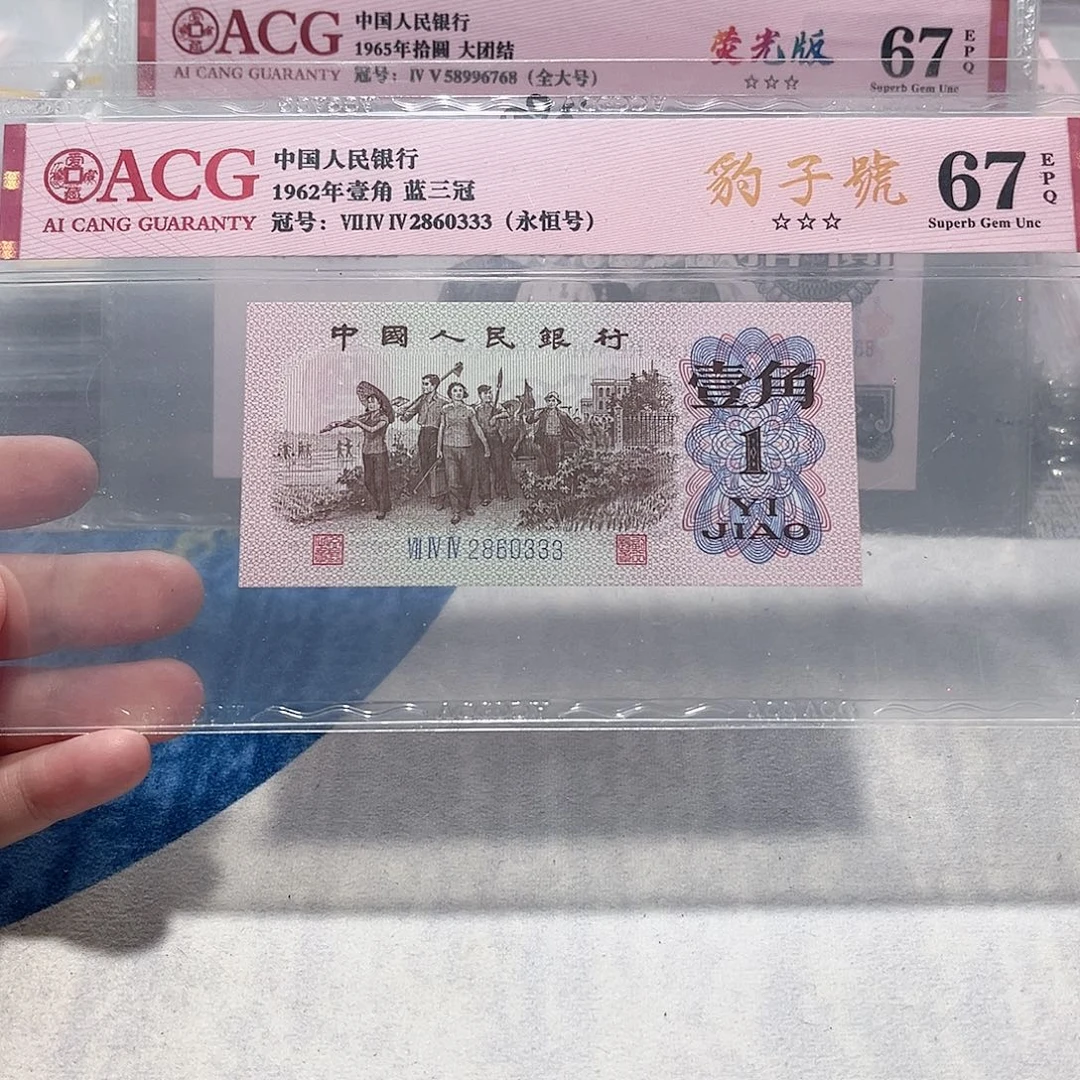 ACG
AI CANG GUARANTY
中国人民银行
1965年拾圆 大团结
冠号：IV V 58996768（全大号）
荧光版
☆☆☆
67
EPQ
Superb Gem Unc
ACG
AI CANG GUARANTY
中国人民银行
1962年壹角 蓝三冠
冠号：VII IV IV 2860333（永恒号）
豹子號
☆☆☆
67
EPQ
Superb Gem Unc
中國人民銀行
壹角
1
YI
JIAO
VII IV IV 2860333